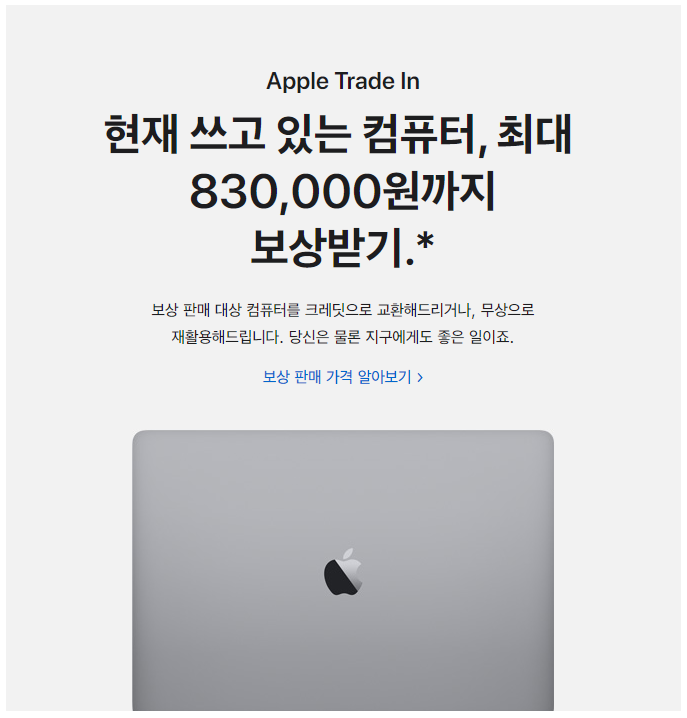 Apple Trade In
현재 쓰고 있는 컴퓨터, 최대
830,000원까지
보상받기.*
보상 판매 대상 컴퓨터를 크레딧으로 교환해드리거나, 무상으로
재활용해드립니다. 당신은 물론 지구에게도 좋은 일이죠.
보상 판매 가격 알아보기 >